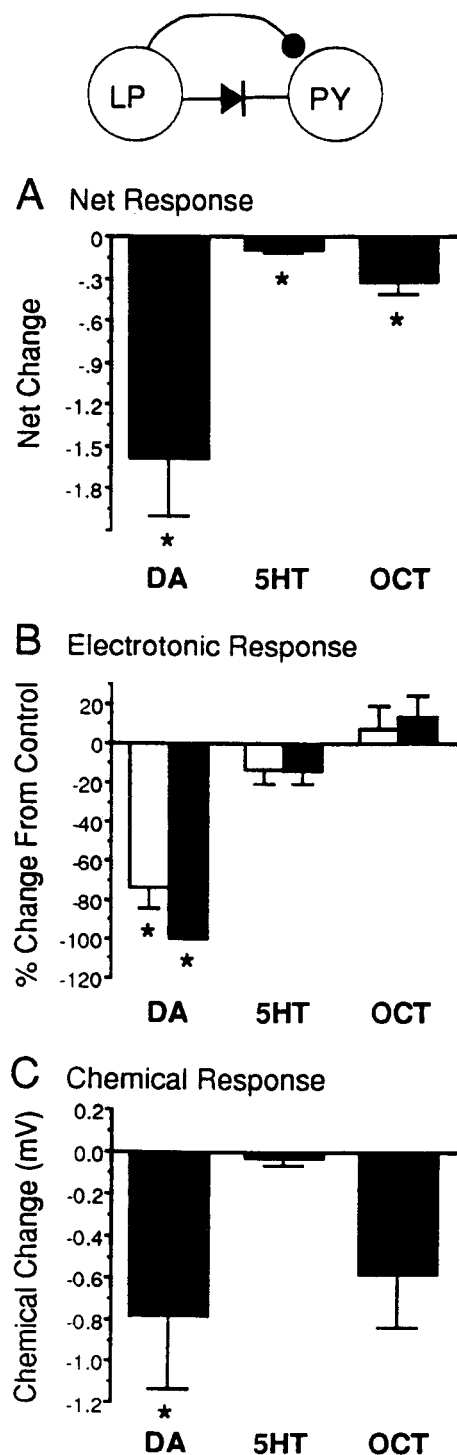 LP PY
A Net Response
0
-.3
-.6
-.9
-1.2
-1.5
-1.8
Net Change
*
*
*
DA 5HT OCT
B Electrotonic Response
20
0
-20
-40
-60
-80
-100
-120
% Change From Control
* *
DA 5HT OCT
C Chemical Response
0.2
0.0
-0.2
-0.4
-0.6
-0.8
-1.0
-1.2
Chemical Change (mV)
*
DA 5HT OCT